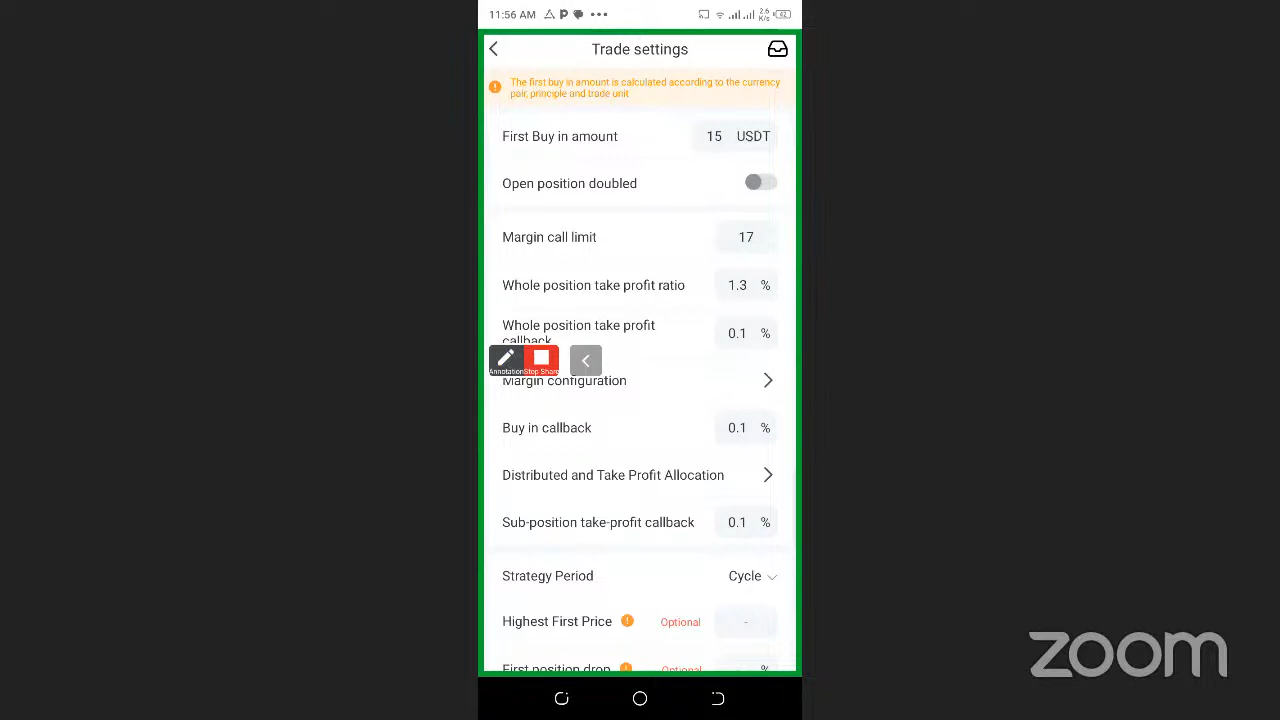 11:56 AM P ••• 2.6 K/s 42
Trade settings
The first buy in amount is calculated according to the currency
pair, principle and trade unit
First Buy in amount 15 USDT
Open position doubled
Margin call limit 17
Whole position take profit ratio 1.3 %
Whole position take profit
callback 0.1 %
Annotation Stop Share
Margin configuration
Buy in callback 0.1 %
Distributed and Take Profit Allocation
Sub-position take-profit callback 0.1 %
Strategy Period Cycle
Highest First Price Optional -
First position drop Optional %
zoom